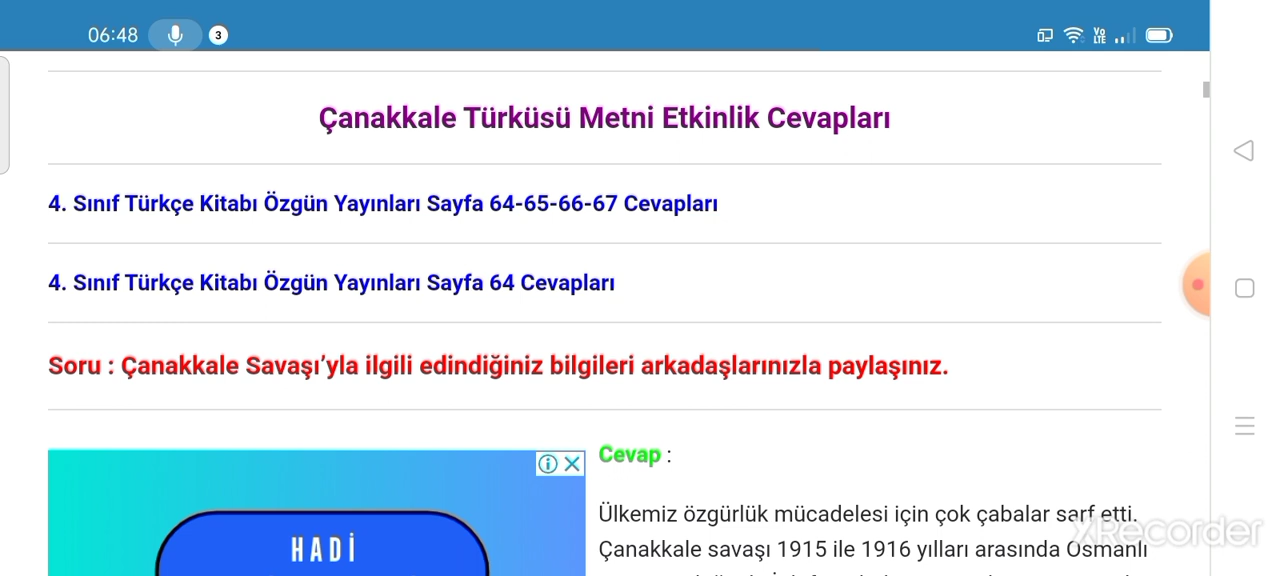 06:48 3 VO LTE
Çanakkale Türküsü Metni Etkinlik Cevapları
4. Sınıf Türkçe Kitabı Özgün Yayınları Sayfa 64-65-66-67 Cevapları
4. Sınıf Türkçe Kitabı Özgün Yayınları Sayfa 64 Cevapları
Soru : Çanakkale Savaşı’yla ilgili edindiğiniz bilgileri arkadaşlarınızla paylaşınız.
HADİ
Cevap :
Ülkemiz özgürlük mücadelesi için çok çabalar sarf etti.
Çanakkale savaşı 1915 ile 1916 yılları arasında Osmanlı
XRecorder